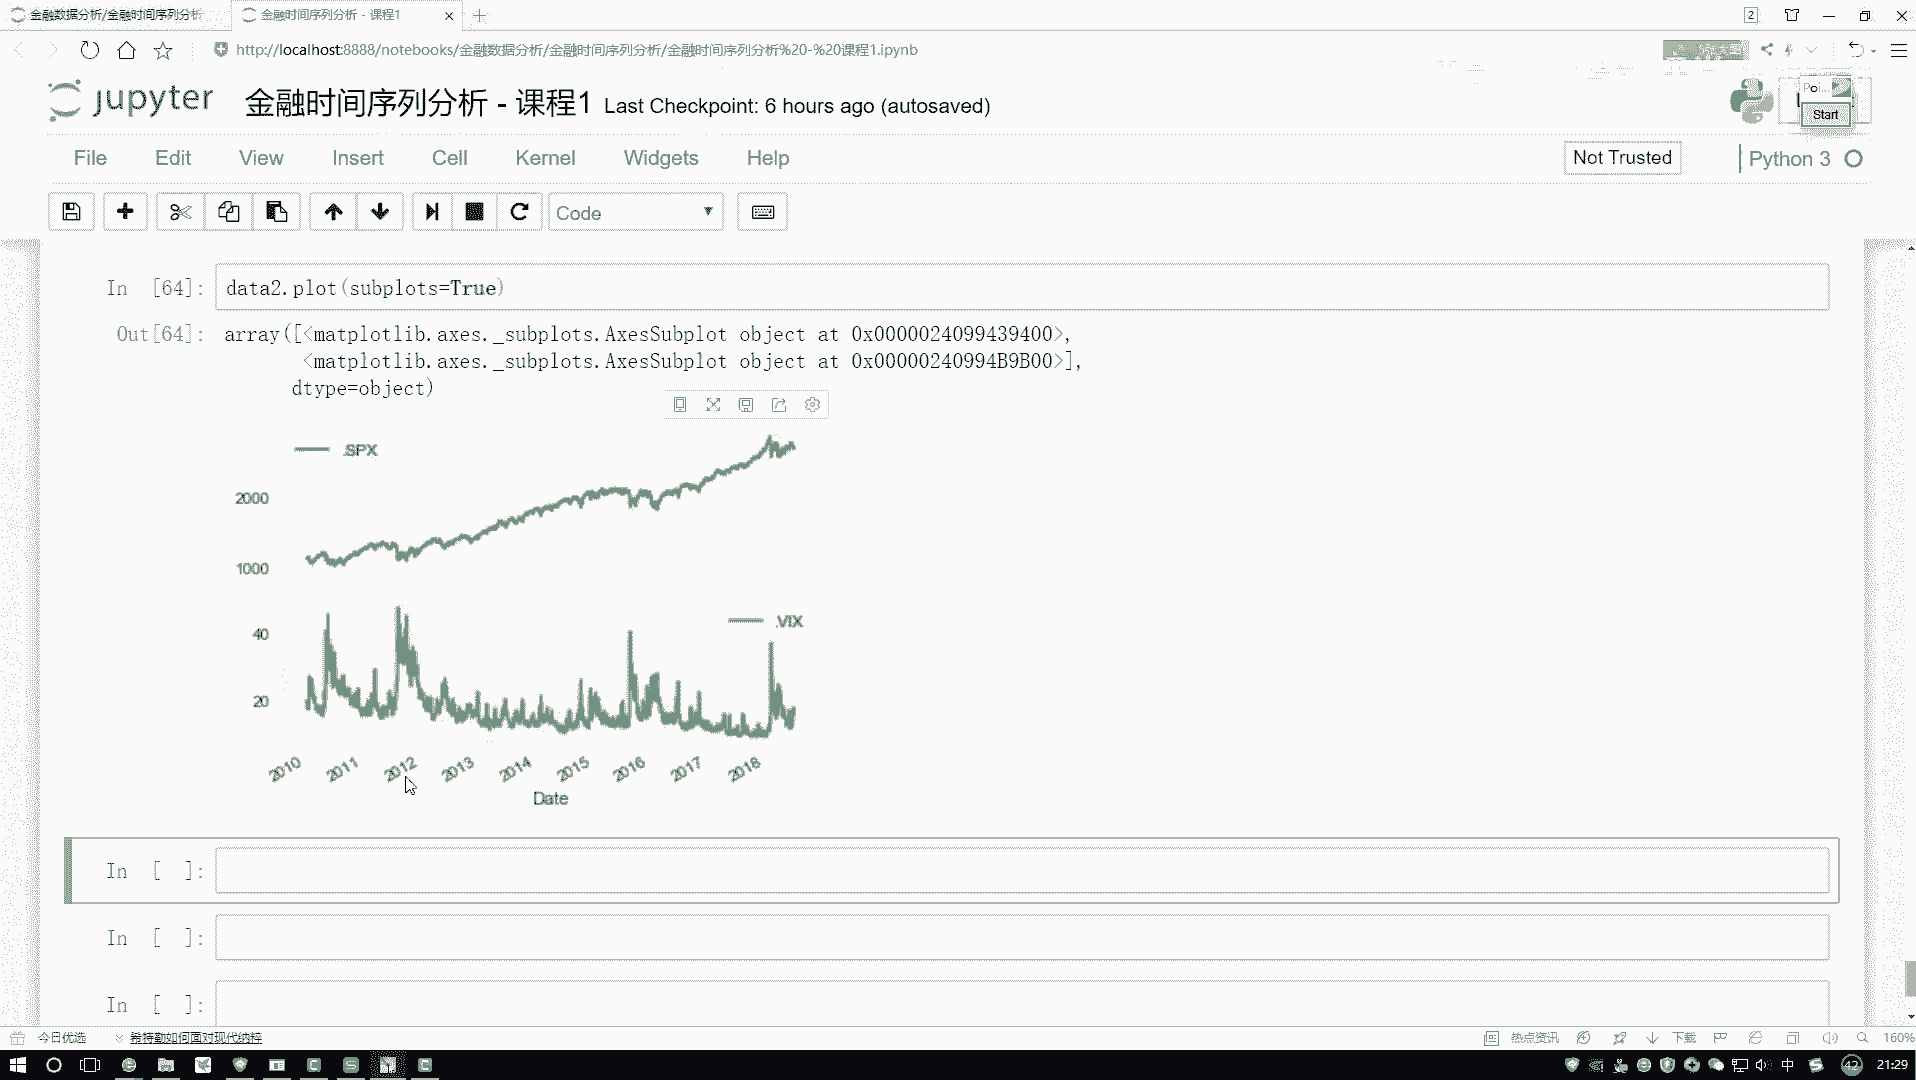 金融数据分析/金融时间序列分析
金融时间序列分析 - 课程1
2
http://localhost:8888/notebooks/金融数据分析/金融时间序列分析/金融时间序列分析%20-%20课程1.ipynb
jupyter 金融时间序列分析 - 课程1 Last Checkpoint: 6 hours ago (autosaved)
Poi...
Start
File Edit View Insert Cell Kernel Widgets Help
Not Trusted
Python 3
Code
In [64]: data2.plot(subplots=True)
Out[64]: array([<matplotlib.axes._subplots.AxesSubplot object at 0x0000024099439400>,
<matplotlib.axes._subplots.AxesSubplot object at 0x00000240994B9B00>],
dtype=object)
.SPX
2000
1000
.VIX
40
20
2010 2011 2012 2013 2014 2015 2016 2017 2018
Date
In [ ]:
In [ ]:
In [ ]:
今日优选
希特勒如何面对现代纳粹
热点资讯
下载
160%
中
42
21:29